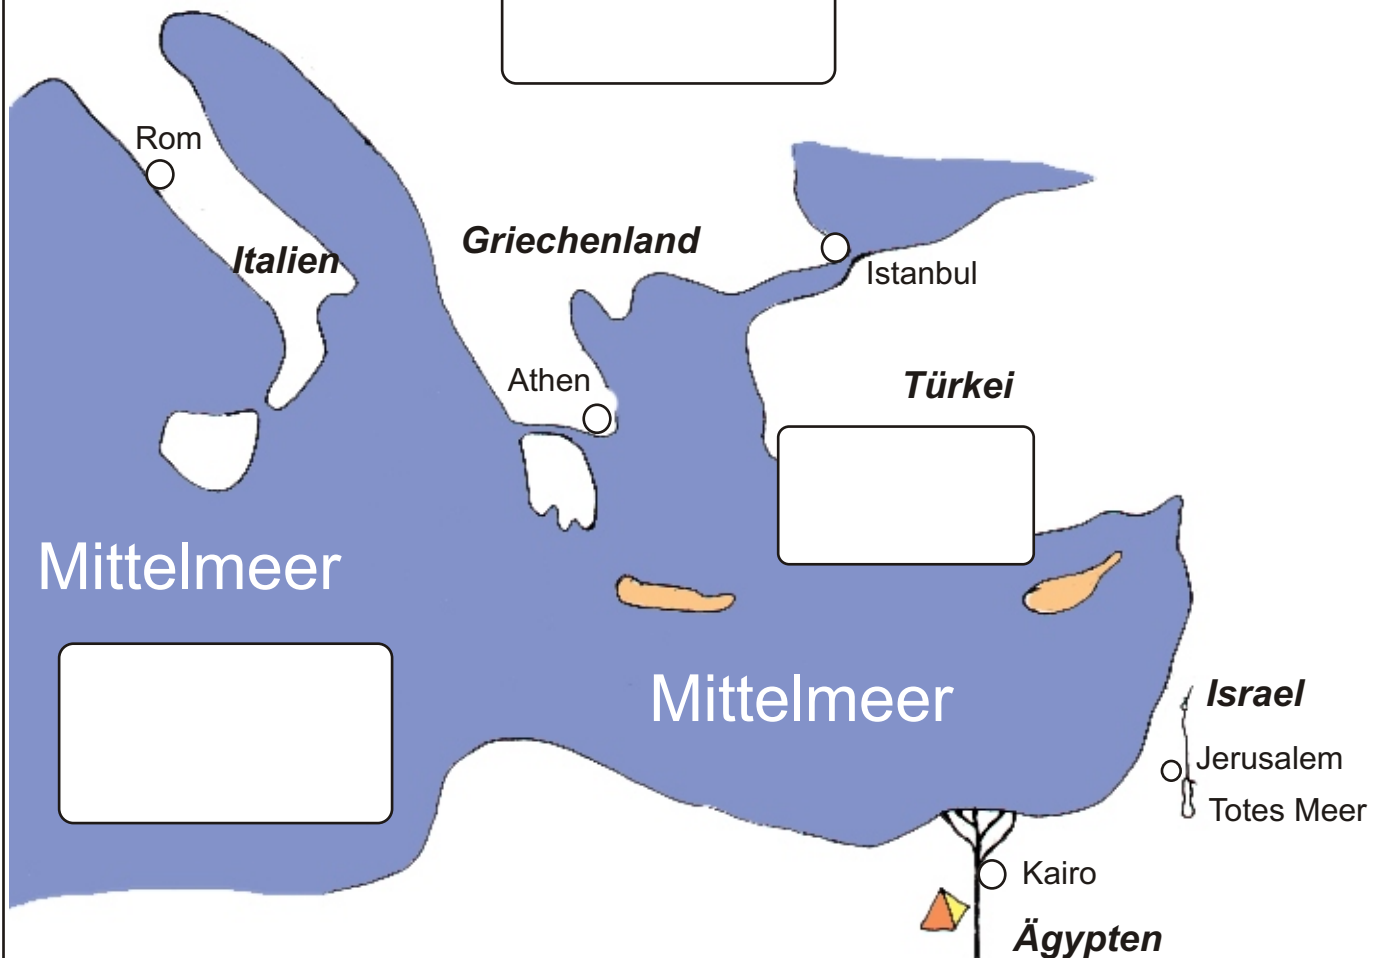 Rom
Griechenland
Italien
Istanbul
Athen
Türkei
Mittelmeer
Mittelmeer
Israel
Jerusalem
Totes Meer
Kairo
Ägypten